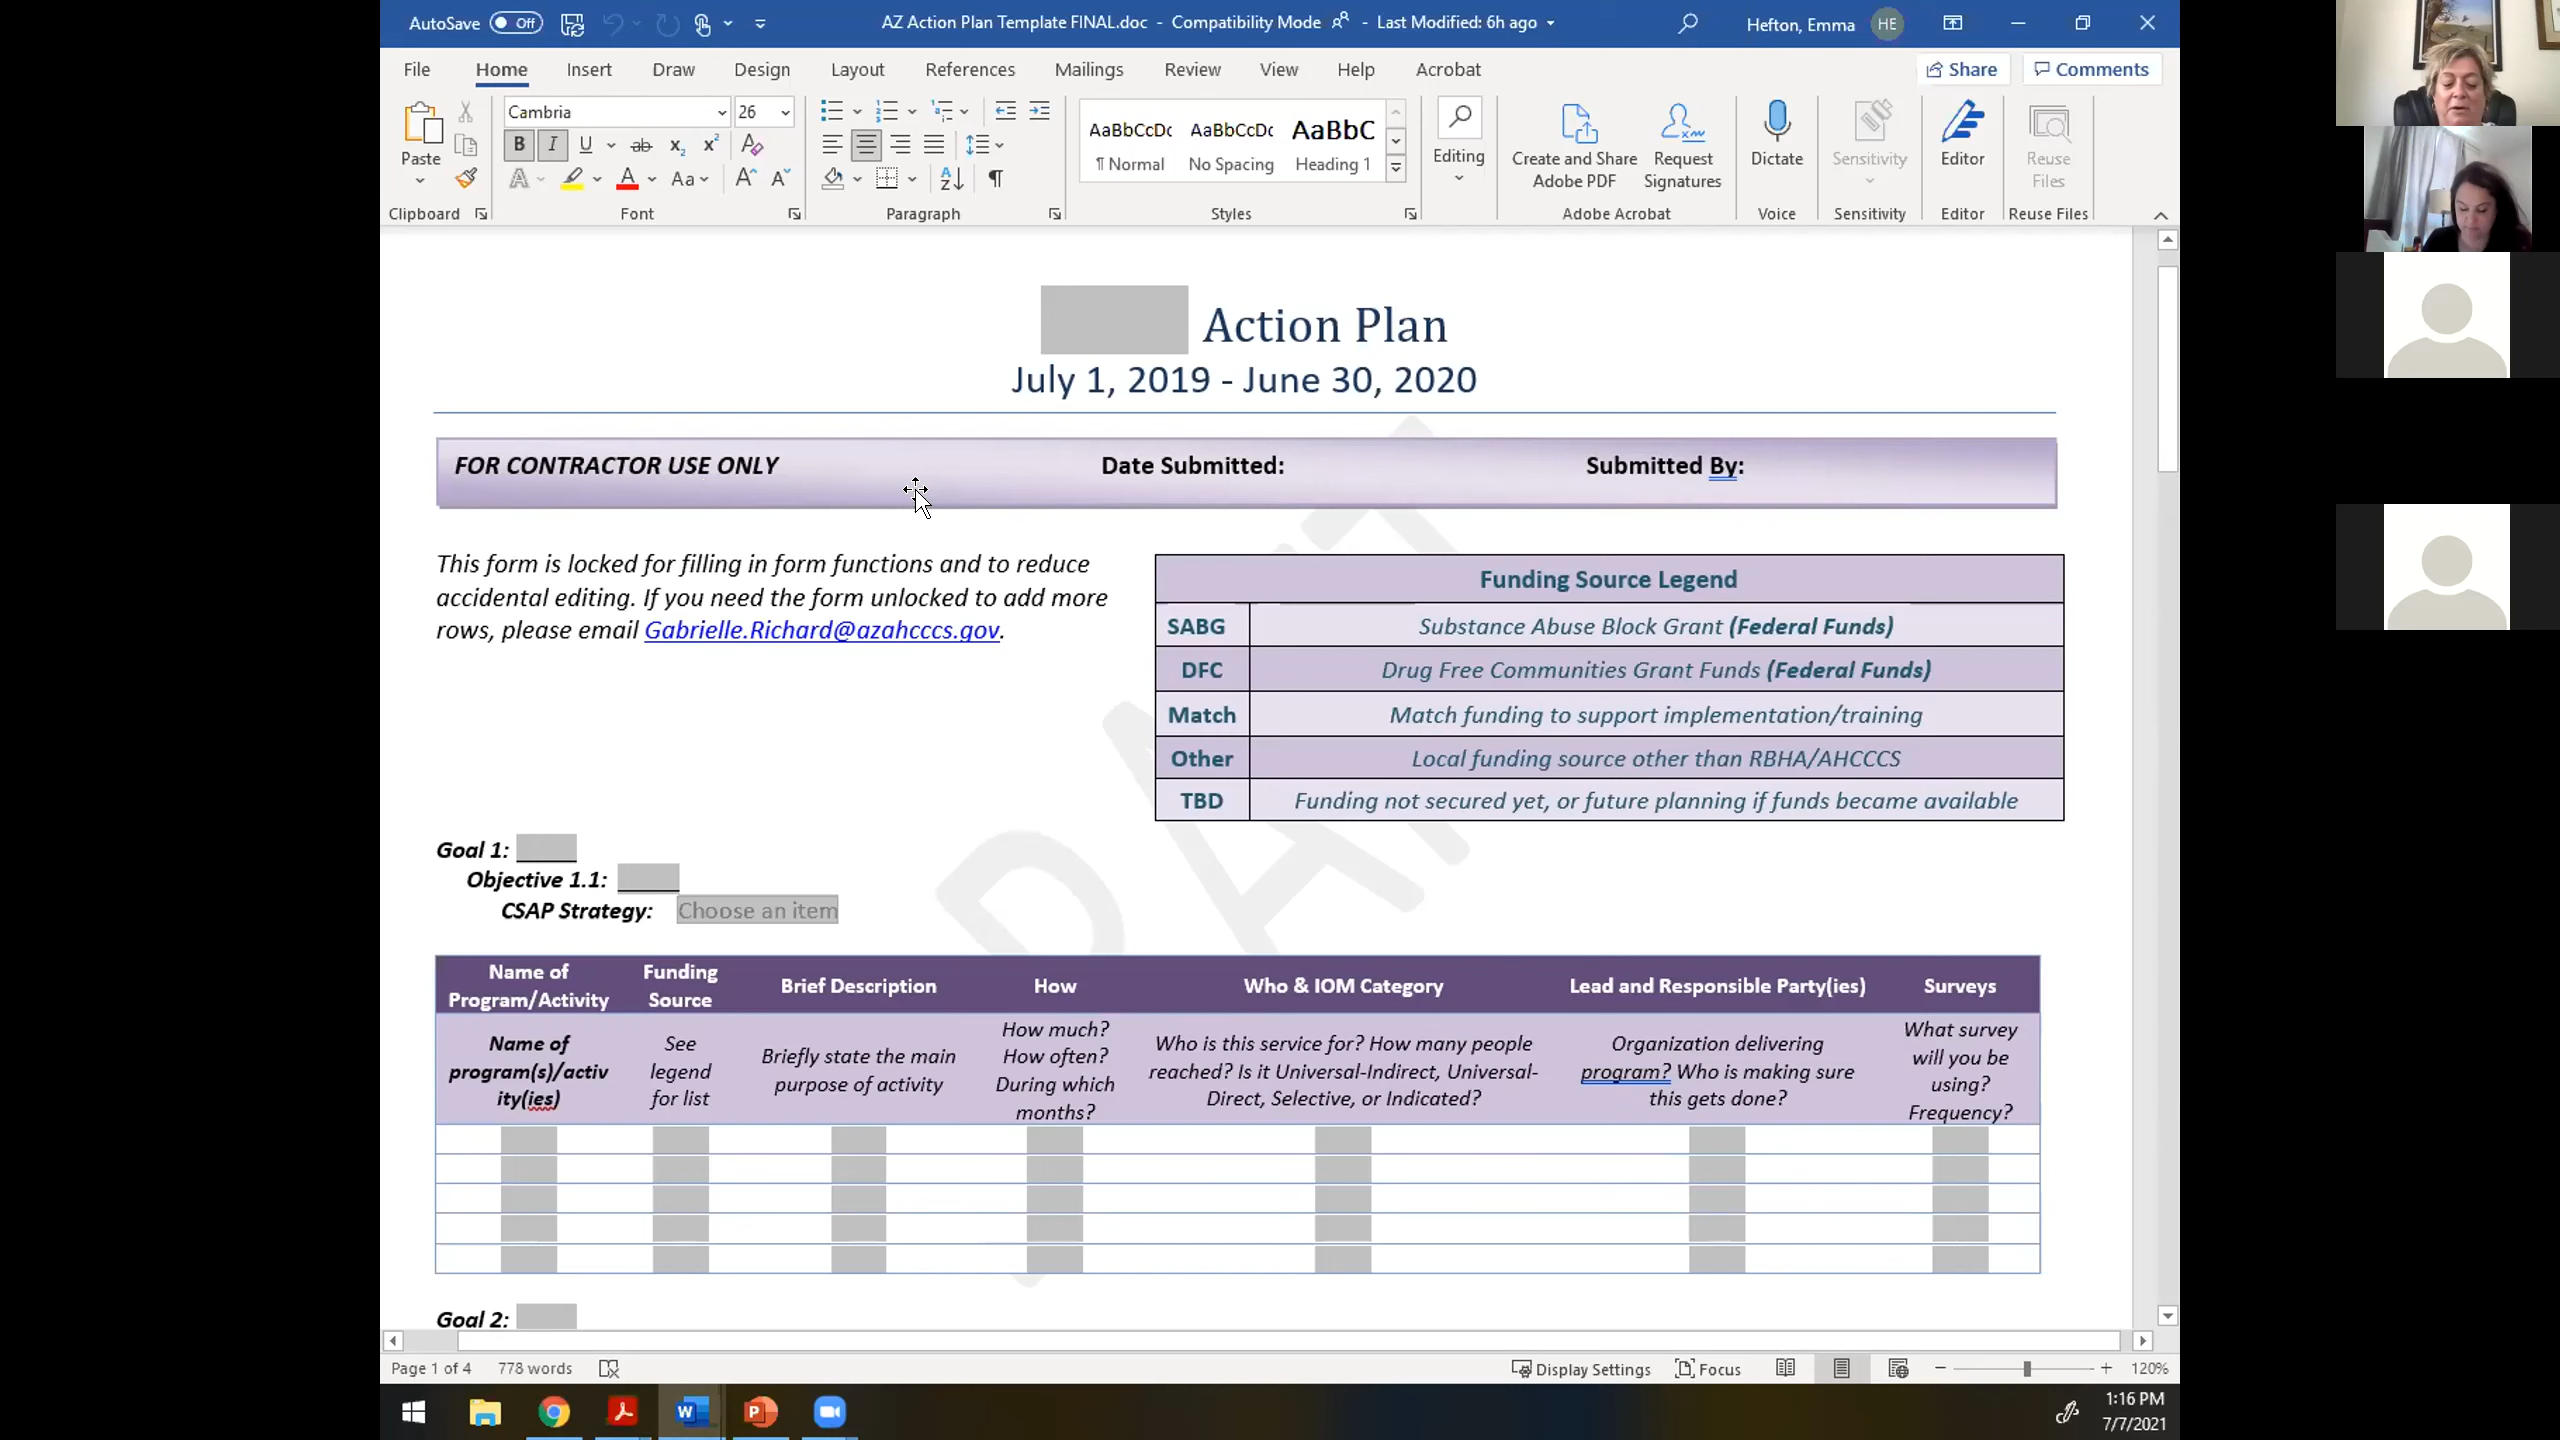 AutoSave Off AZ Action Plan Template FINAL.doc - Compatibility Mode - Last Modified: 6h ago Hefton, Emma HE
File Home Insert Draw Design Layout References Mailings Review View Help Acrobat Share Comments
Paste
Clipboard
Cambria 26
B I U ab x₂ x² A
A A Aa A A
Font
Paragraph
AaBbCcDc AaBbCcDc AaBbC
¶ Normal No Spacing Heading 1
Styles
Editing
Create and Share
Adobe PDF
Request
Signatures
Adobe Acrobat
Dictate
Voice
Sensitivity
Sensitivity
Editor
Editor
Reuse
Files
Reuse Files
Action Plan
July 1, 2019 - June 30, 2020
FOR CONTRACTOR USE ONLY Date Submitted: Submitted By:
This form is locked for filling in form functions and to reduce
accidental editing. If you need the form unlocked to add more
rows, please email Gabrielle.Richard@azahcccs.gov.
Funding Source Legend
SABG Substance Abuse Block Grant (Federal Funds)
DFC Drug Free Communities Grant Funds (Federal Funds)
Match Match funding to support implementation/training
Other Local funding source other than RBHA/AHCCCS
TBD Funding not secured yet, or future planning if funds became available
DRAFT
Goal 1:
Objective 1.1:
CSAP Strategy: Choose an item
Name of
Program/Activity
Funding
Source
Brief Description
How
Who & IOM Category
Lead and Responsible Party(ies)
Surveys
Name of
program(s)/activ
ity(ies)
See
legend
for list
Briefly state the main
purpose of activity
How much?
How often?
During which
months?
Who is this service for? How many people
reached? Is it Universal-Indirect, Universal-
Direct, Selective, or Indicated?
Organization delivering
program? Who is making sure
this gets done?
What survey
will you be
using?
Frequency?
Goal 2:
Page 1 of 4 778 words Display Settings Focus 120%
1:16 PM
7/7/2021